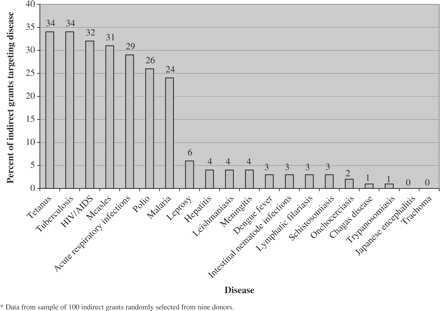 Percent of indirect grants targeting disease
40
35
30
25
20
15
10
5
0
34
34
32
31
29
26
24
6
4
4
4
3
3
3
3
2
1
1
0
0
Tetanus
Tuberculosis
HIV/AIDS
Measles
Acute respiratory infections
Polio
Malaria
Leprosy
Hepatitis
Leishmaniasis
Meningitis
Dengue fever
Intestinal nematode infections
Lymphatic filariasis
Schistosomiasis
Onchocerciasis
Chagas disease
Trypanosomiasis
Japanese encephalitis
Trachoma
Disease
* Data from sample of 100 indirect grants randomly selected from nine donors.